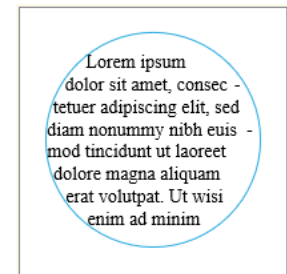 Lorem ipsum
dolor sit amet, consec -
tetuer adipiscing elit, sed
diam nonummy nibh euis -
mod tincidunt ut laoreet
dolore magna aliquam
erat volutpat. Ut wisi
enim ad minim